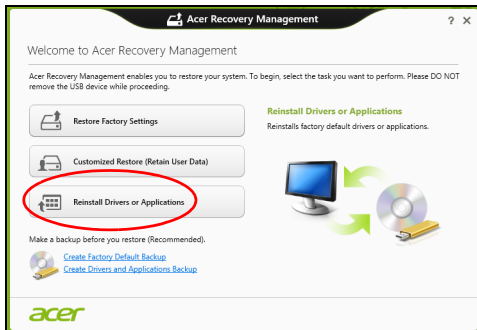 Acer Recovery Management
? ×
Welcome to Acer Recovery Management
Acer Recovery Management enables you to restore your system. To begin, select the task you want to perform. Please DO NOT
remove the USB device while proceeding.
Restore Factory Settings
Customized Restore (Retain User Data)
Reinstall Drivers or Applications
Reinstall Drivers or Applications
Reinstalls factory default drivers or applications.
Make a backup before you restore (Recommended).
Create Factory Default Backup
Create Drivers and Applications Backup
acer